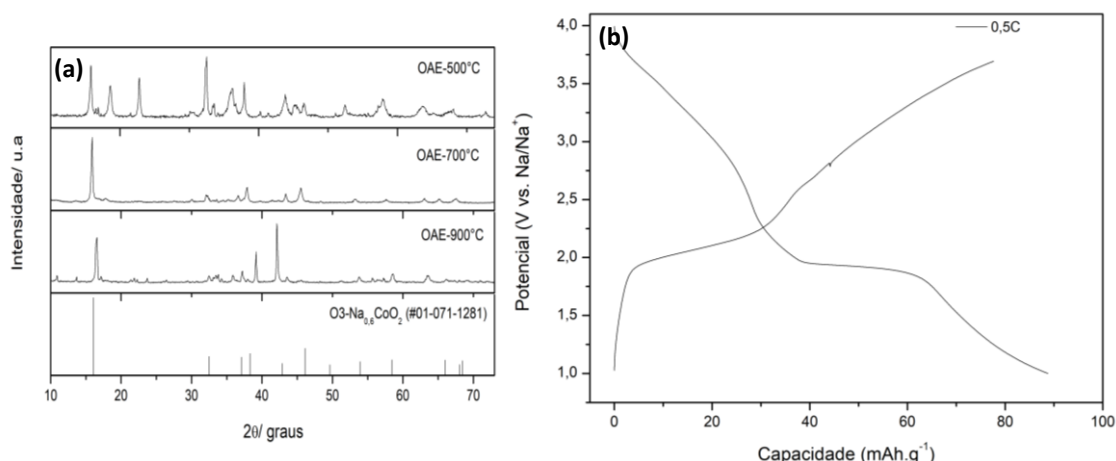 (a)
OAE-500°C
OAE-700°C
OAE-900°C
O3-Na0,6CoO2 (#01-071-1281)
Intensidade/ u.a
10 20 30 40 50 60 70
2θ/ graus
(b)
0,5C
4,0
3,5
3,0
2,5
2,0
1,5
1,0
Potencial (V vs. Na/Na+)
0 20 40 60 80 100
Capacidade (mAh.g-1)